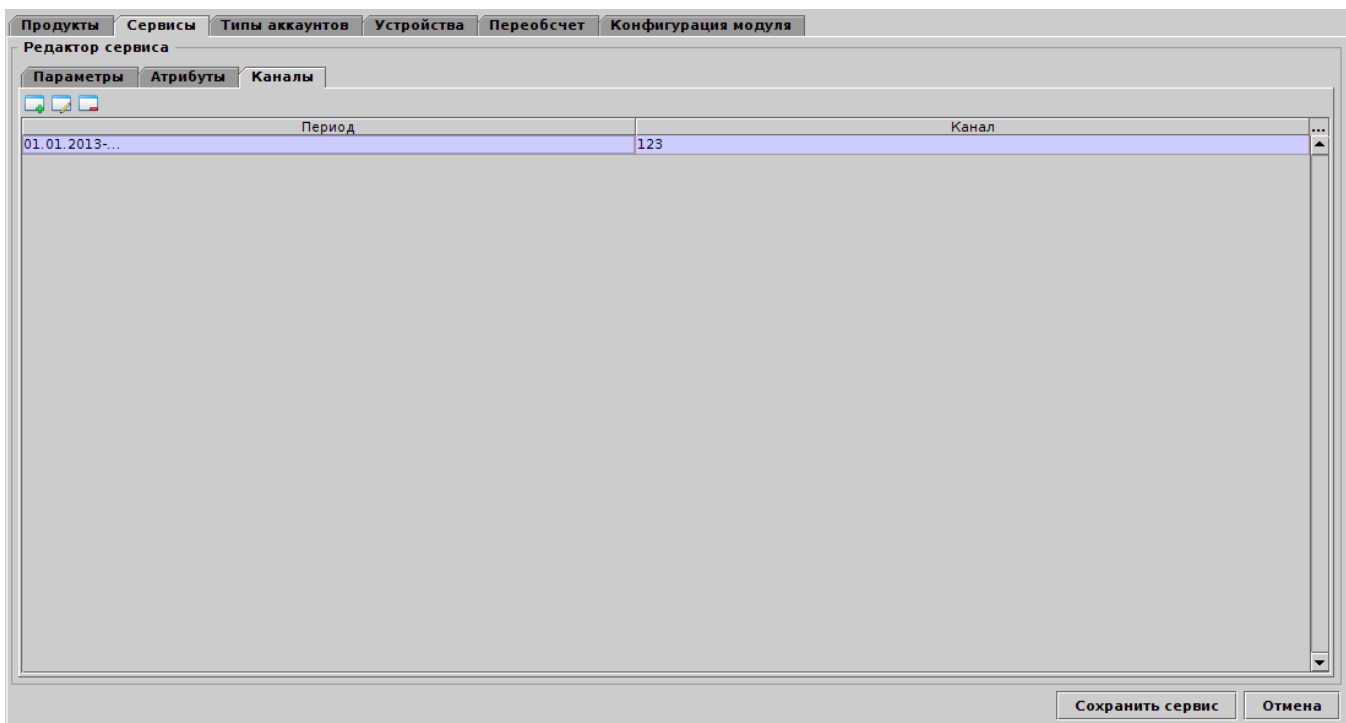 Продукты Сервисы Типы аккаунтов Устройства Переобсчет Конфигурация модуля
Редактор сервиса
Параметры Атрибуты Каналы
Период Канал ...
01.01.2013-... 123
Сохранить сервис Отмена